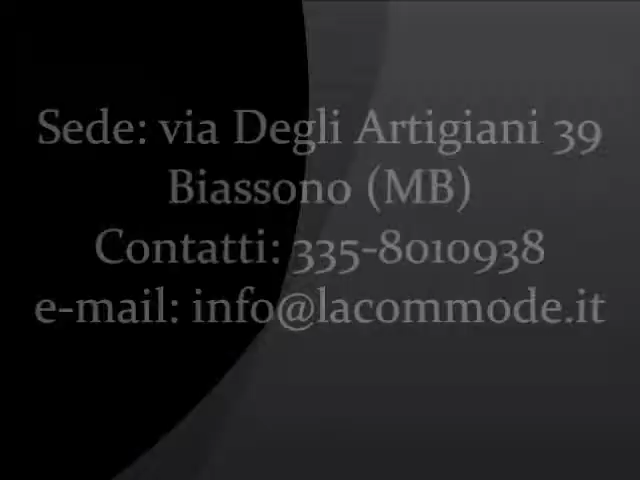 Sede: via Degli Artigiani 39
Biassono (MB)
Contatti: 335-8010938
e-mail: info@lacommode.it